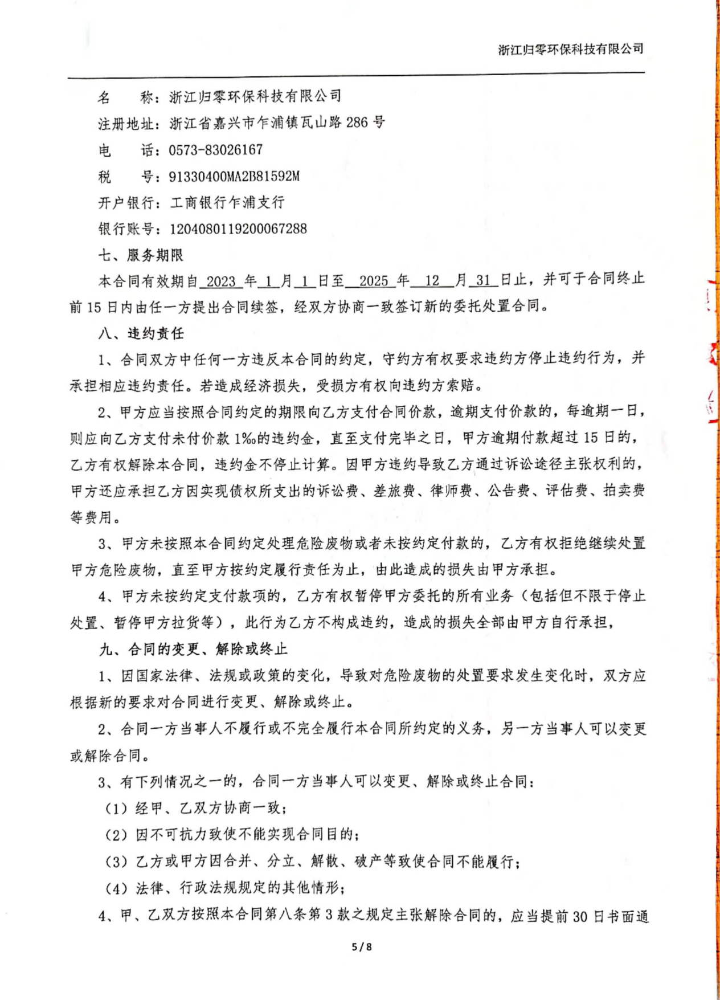 浙江归零环保科技有限公司
名　　称：浙江归零环保科技有限公司
注册地址：浙江省嘉兴市乍浦镇瓦山路 286 号
电　　话：0573-83026167
税　　号：91330400MA2B81592M
开户银行：工商银行乍浦支行
银行账号：1204080119200067288
七、服务期限
本合同有效期自 2023 年 1 月 1 日至 2025 年 12 月 31 日止，并可于合同终止
前 15 日内由任一方提出合同续签，经双方协商一致签订新的委托处置合同。
八、违约责任
1、合同双方中任何一方违反本合同的约定，守约方有权要求违约方停止违约行为，并
承担相应违约责任。若造成经济损失，受损方有权向违约方索赔。
2、甲方应当按照合同约定的期限向乙方支付合同价款，逾期支付价款的，每逾期一日，
则应向乙方支付未付价款 1‰的违约金，直至支付完毕之日，甲方逾期付款超过 15 日的，
乙方有权解除本合同，违约金不停止计算。因甲方违约导致乙方通过诉讼途径主张权利的，
甲方还应承担乙方因实现债权所支出的诉讼费、差旅费、律师费、公告费、评估费、拍卖费
等费用。
3、甲方未按照本合同约定处理危险废物或者未按约定付款的，乙方有权拒绝继续处置
甲方危险废物，直至甲方按约定履行责任为止，由此造成的损失由甲方承担。
4、甲方未按约定支付款项的，乙方有权暂停甲方委托的所有业务（包括但不限于停止
处置、暂停甲方拉货等），此行为乙方不构成违约，造成的损失全部由甲方自行承担，
九、合同的变更、解除或终止
1、因国家法律、法规或政策的变化，导致对危险废物的处置要求发生变化时，双方应
根据新的要求对合同进行变更、解除或终止。
2、合同一方当事人不履行或不完全履行本合同所约定的义务，另一方当事人可以变更
或解除合同。
3、有下列情况之一的，合同一方当事人可以变更、解除或终止合同：
（1）经甲、乙双方协商一致；
（2）因不可抗力致使不能实现合同目的；
（3）乙方或甲方因合并、分立、解散、破产等致使合同不能履行；
（4）法律、行政法规规定的其他情形；
4、甲、乙双方按照本合同第八条第 3 款之规定主张解除合同的，应当提前 30 日书面通
5 / 8